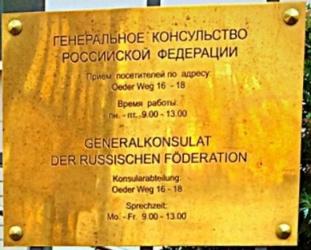 ГЕНЕРАЛЬНОЕ КОНСУЛЬСТВО
РОССИЙСКОЙ ФЕДЕРАЦИИ
Прием посетителей по адресу:
Oeder Weg 16 - 18
Время работы:
пн. - пт. 9.00 - 13.00
GENERALKONSULAT
DER RUSSISCHEN FÖDERATION
Konsularabteilung:
Oeder Weg 16 - 18
Sprechzeit:
Mo. - Fr. 9.00 - 13.00